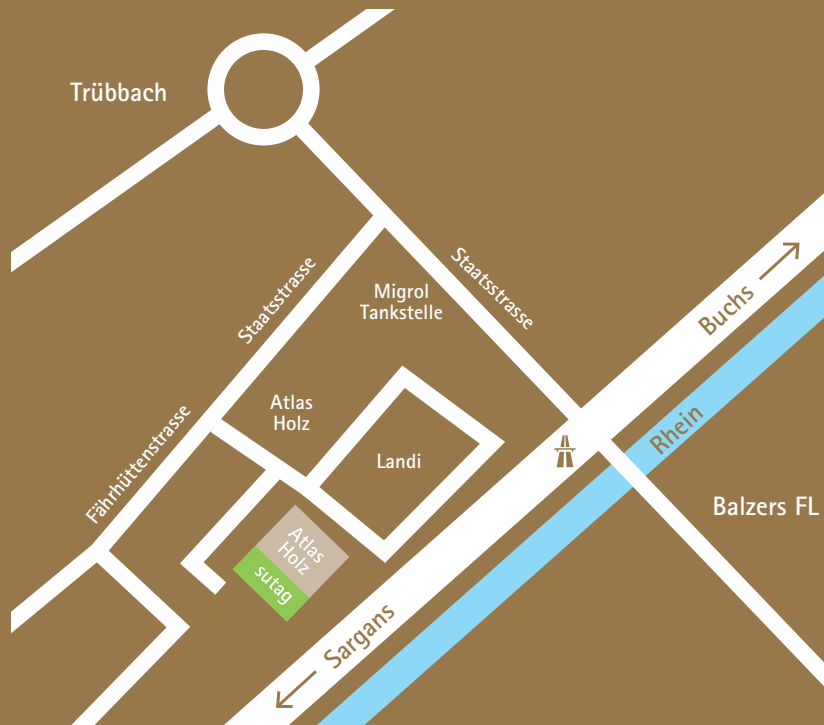 Trübbach
Staatsstrasse
Staatsstrasse
Migrol
Tankstelle
Buchs
Atlas
Holz
Landi
Rhein
Fährhüttenstrasse
Balzers FL
Atlas
Holz
sutag
Sargans